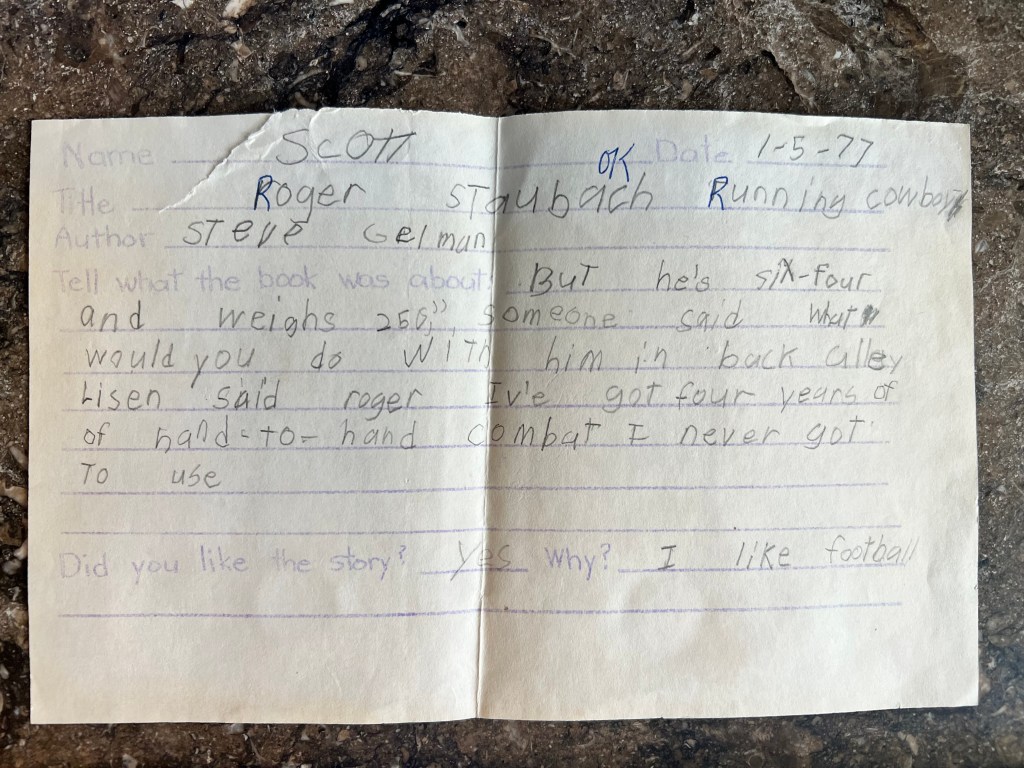 Name Scott Date 1-5-77
OK
Title Roger Staubach Running cowboy
Author Steve Gelman
Tell what the book was about. But he's six-four
and weighs 250,", someone said what
would you do with him in back alley
Lisen said roger Iv'e got four years of
of hand-to-hand combat I never got
to use
Did you like the story? yes Why? I like football